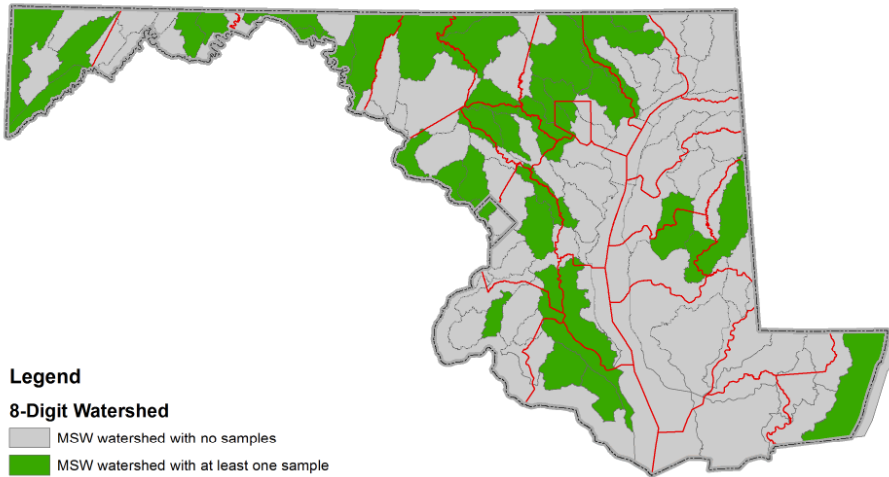 Legend
8-Digit Watershed
MSW watershed with no samples
MSW watershed with at least one sample